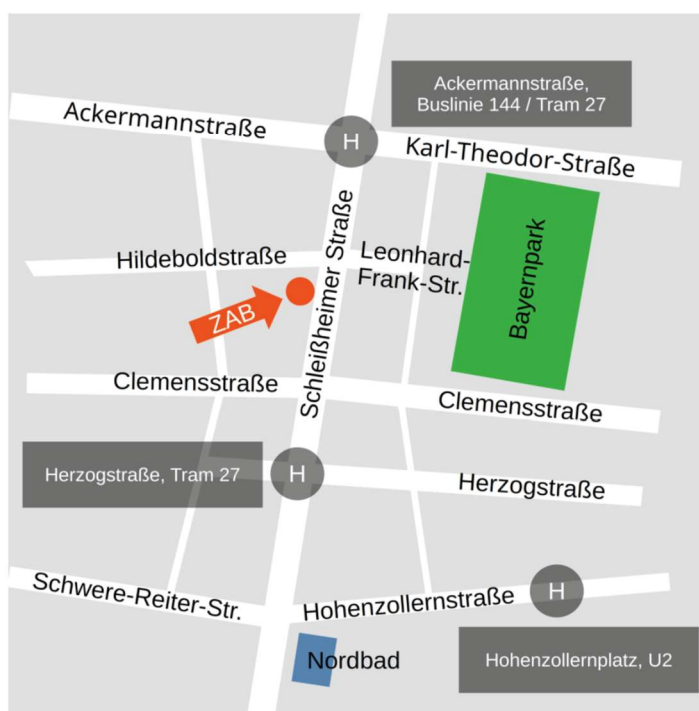 Ackermannstraße,
Buslinie 144 / Tram 27
Ackermannstraße
H
Karl-Theodor-Straße
Hildeboldstraße
Leonhard-
Frank-Str.
Schleißheimer Straße
Bayernpark
ZAB
Clemensstraße
Clemensstraße
Herzogstraße, Tram 27
H
Herzogstraße
Schwere-Reiter-Str.
Hohenzollernstraße
H
Nordbad
Hohenzollernplatz, U2